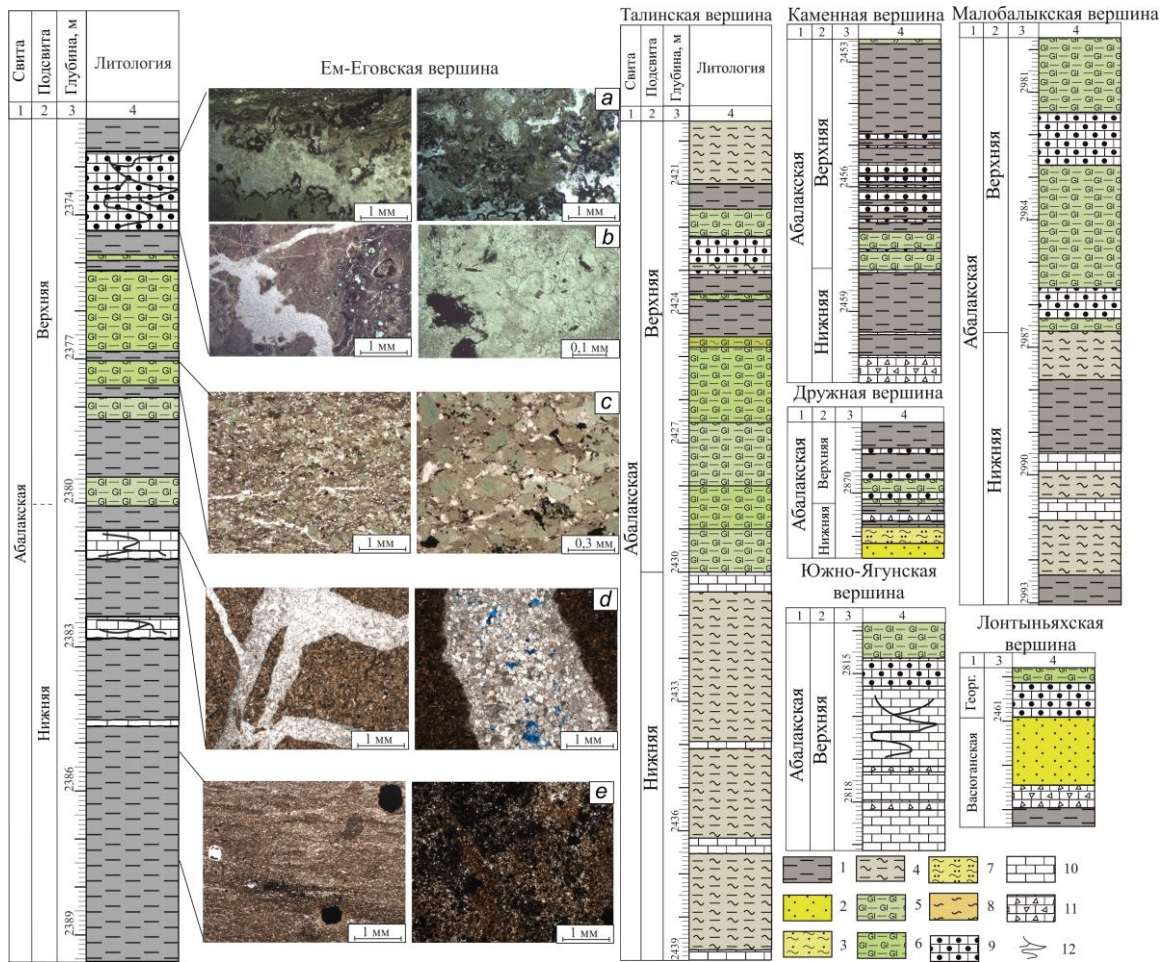 Ем-Еговская вершина
Свита
Подсвита
Глубина, м
Литология
1 2 3 4
Абалакская
Верхняя
Нижняя
2374
2377
2380
2383
2386
2389
a
1 мм
1 мм
b
1 мм
0,1 мм
c
1 мм
0,3 мм
d
1 мм
1 мм
e
1 мм
1 мм
Талинская вершина
Свита
Подсвита
Глубина, м
Литология
1 2 3 4
Абалакская
Верхняя
Нижняя
2421
2424
2427
2430
2433
2436
2439
Каменная вершина
1 2 3 4
Абалакская
Верхняя
Нижняя
2453
2456
2459
Дружная вершина
1 2 3 4
Абалакская
Верхняя
Нижняя
2870
Южно-Ягунская
вершина
1 2 3 4
Абалакская
Верхняя
2815
2818
Малобалыкская вершина
1 2 3 4
Абалакская
Верхняя
Нижняя
2981
2984
2987
2990
2993
Лонтыньяхская
вершина
1 3 4
Георг.
Васюганская
2461
1 4 7 10
2 5 8 11
3 6 9 12